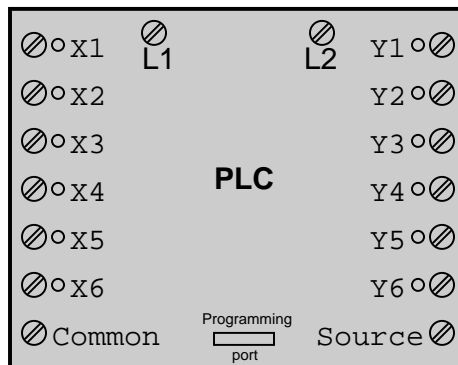 X1 L1 L2 Y1
X2 Y2
X3 Y3
X4 PLC Y4
X5 Y5
X6 Y6
Programming
Common Source
port